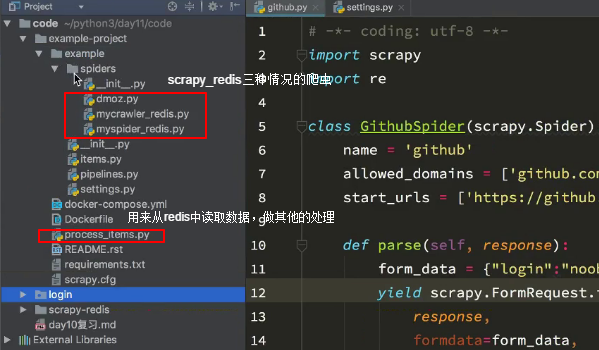 Project
github.py
settings.py
code ~/python3/day11/code
example-project
example
spiders
__init__.py
scrapy_redis三种情况的爬虫
dmoz.py
mycrawler_redis.py
myspider_redis.py
__init__.py
items.py
pipelines.py
settings.py
docker-compose.yml
Dockerfile
用来从redis中读取数据，做其他的处理
process_items.py
README.rst
requirements.txt
scrapy.cfg
login
scrapy-redis
day10复习.md
External Libraries
1 # -*- coding: utf-8 -*-
2 import scrapy
import re
4
5
6 class GithubSpider(scrapy.Spider)
7 name = 'github'
8 allowed_domains = ['github.com
9 start_urls = ['https://github
10
11 def parse(self, response):
11 form_data = {"login":"noob
12 yield scrapy.FormRequest.
13 response,
14 formdata=form_data,